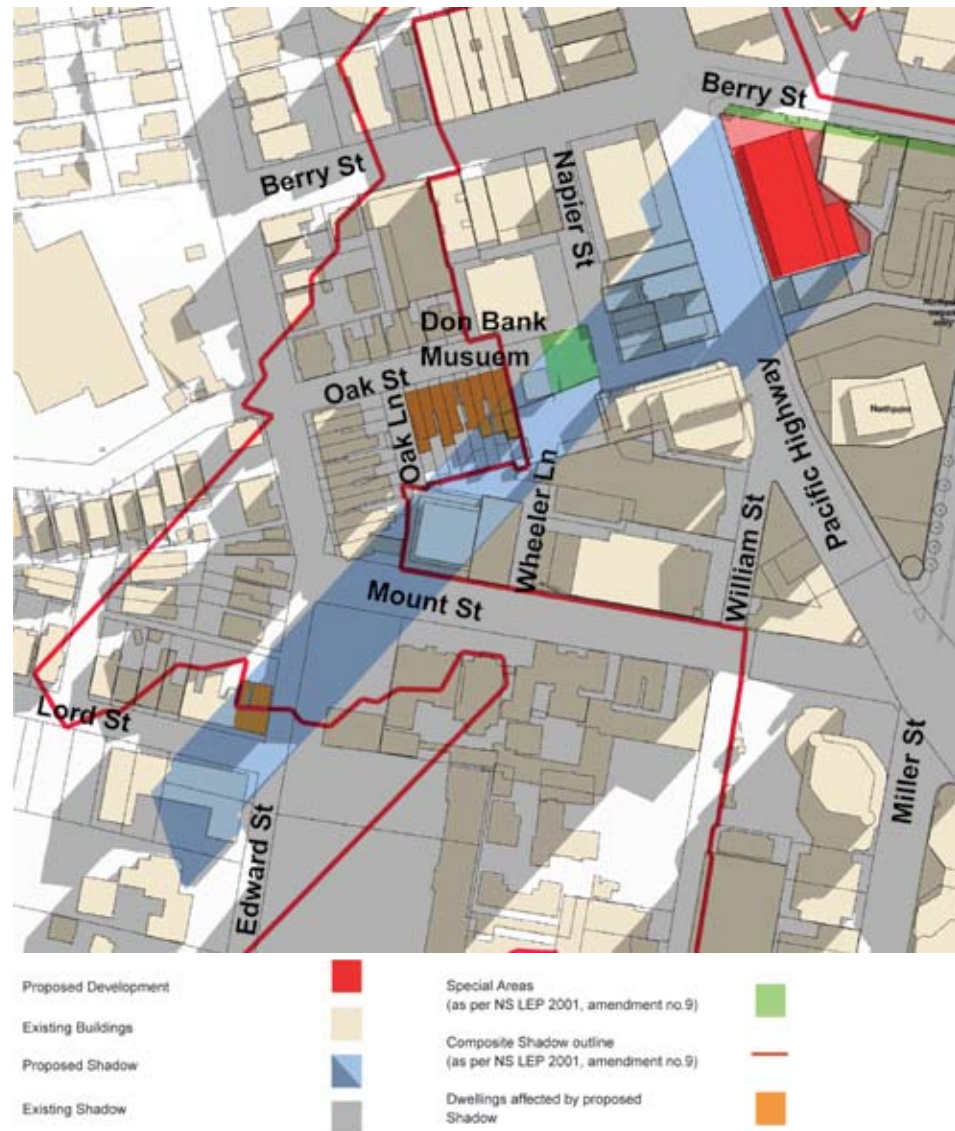 Berry St
Berry St
Napier St
Don Bank
Musuem
Oak St
Oak Ln
Northpoint
Pacific Highway
Wheeler Ln
William St
Mount St
Lord St
Miller St
Edward St
Proposed Development
Existing Buildings
Proposed Shadow
Existing Shadow
Special Areas
(as per NS LEP 2001, amendment no.9)
Composite Shadow outline
(as per NS LEP 2001, amendment no.9)
Dwellings affected by proposed
Shadow